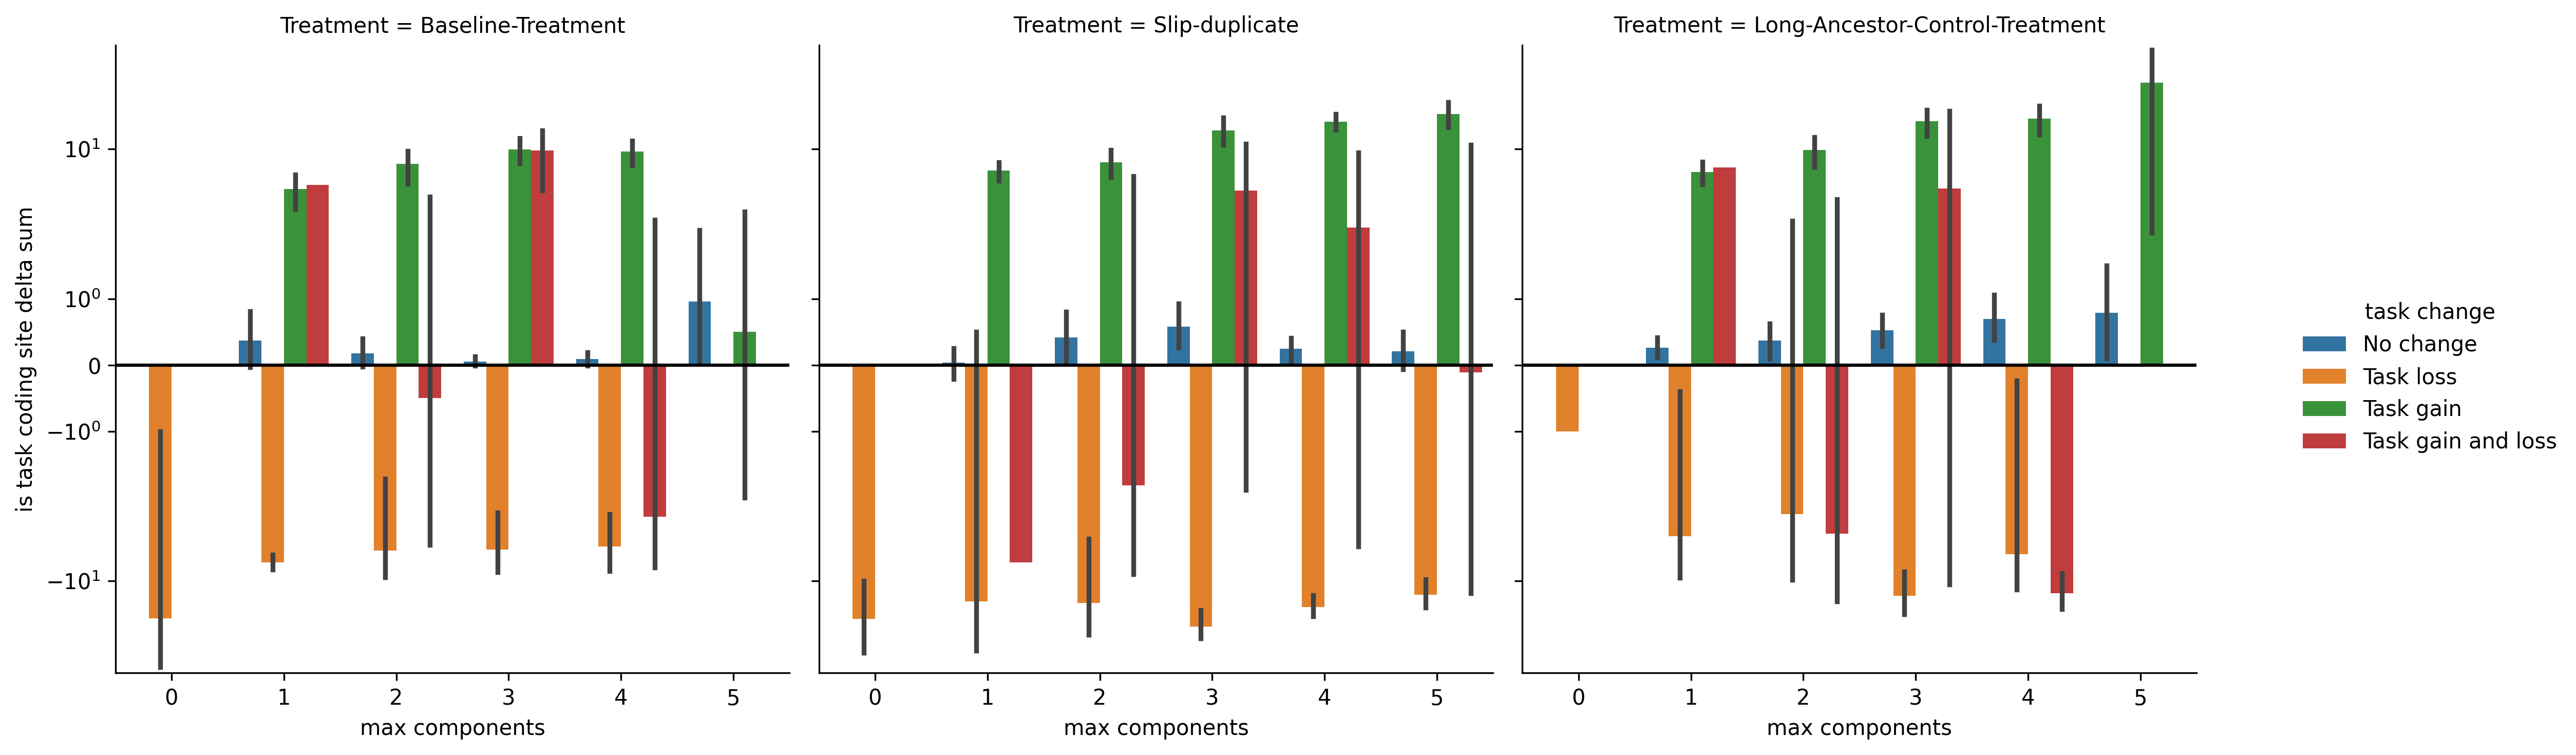 Treatment = Baseline-Treatment
Treatment = Slip-duplicate
Treatment = Long-Ancestor-Control-Treatment
is task coding site delta sum
10¹
10⁰
0
−10⁰
−10¹
0 1 2 3 4 5
0 1 2 3 4 5
0 1 2 3 4 5
max components
max components
max components
task change
No change
Task loss
Task gain
Task gain and loss